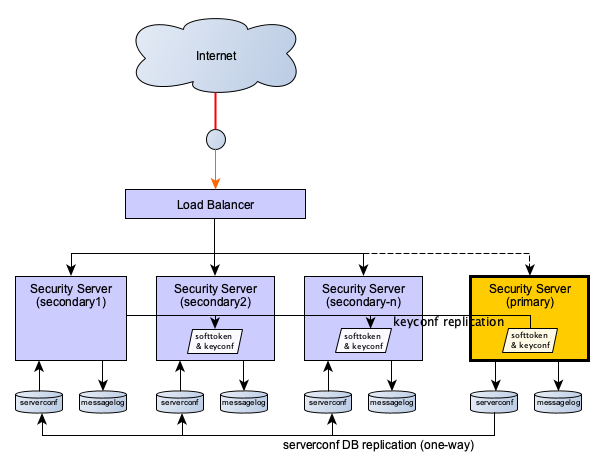 Internet
Load Balancer
Security Server
(secondary1)
Security Server
(secondary2)
Security Server
(secondary-n)
Security Server
(primary)
keyconf replication
softtoken
& keyconf
softtoken
& keyconf
softtoken
& keyconf
serverconf
messagelog
serverconf
messagelog
serverconf
messagelog
serverconf
messagelog
serverconf DB replication (one-way)